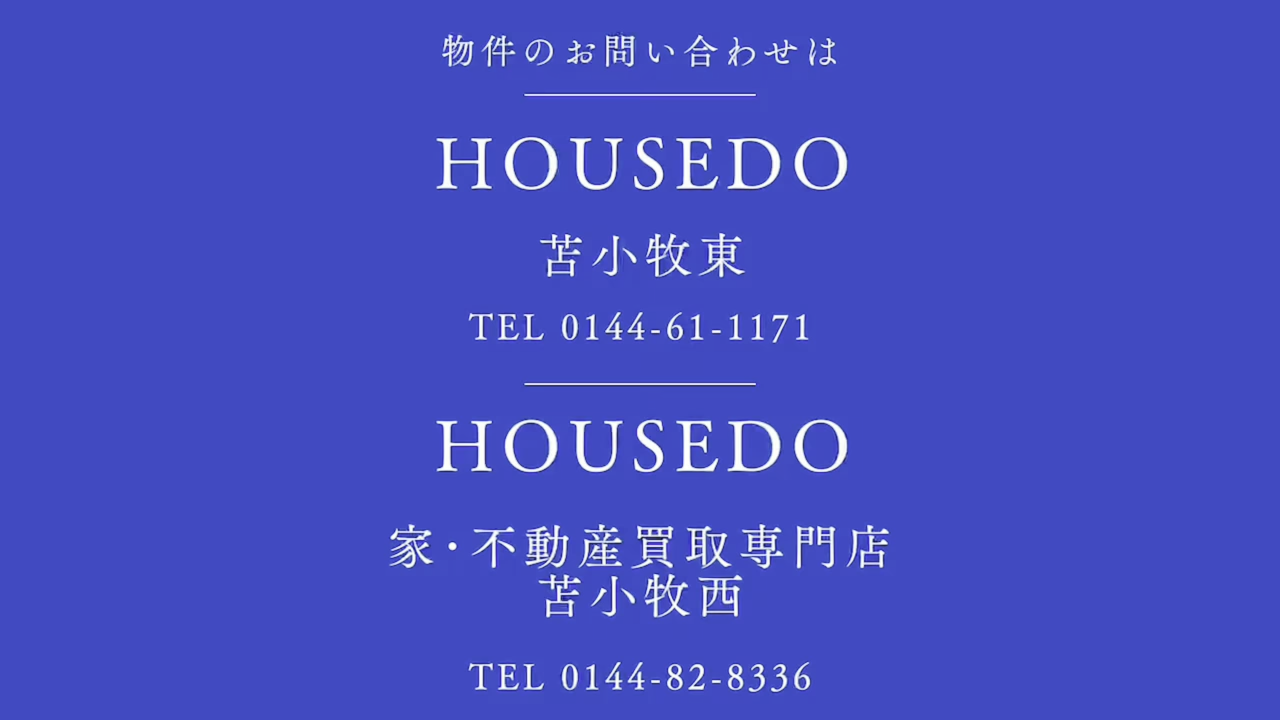 物件のお問い合わせは
HOUSEDO
苫小牧東
TEL 0144-61-1171
HOUSEDO
家・不動産買取専門店
苫小牧西
TEL 0144-82-8336